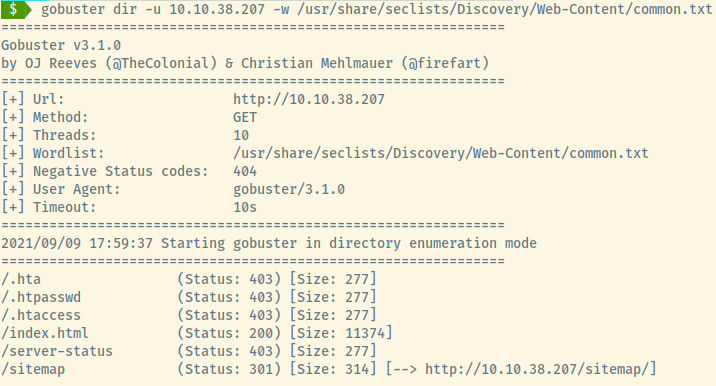 $ gobuster dir -u 10.10.38.207 -w /usr/share/seclists/Discovery/Web-Content/common.txt
===============================================================
Gobuster v3.1.0
by OJ Reeves (@TheColonial) & Christian Mehlmauer (@firefart)
===============================================================
[+] Url:                     http://10.10.38.207
[+] Method:                  GET
[+] Threads:                 10
[+] Wordlist:                /usr/share/seclists/Discovery/Web-Content/common.txt
[+] Negative Status codes:   404
[+] User Agent:              gobuster/3.1.0
[+] Timeout:                 10s
===============================================================
2021/09/09 17:59:37 Starting gobuster in directory enumeration mode
===============================================================
/.hta                 (Status: 403) [Size: 277]
/.htpasswd            (Status: 403) [Size: 277]
/.htaccess            (Status: 403) [Size: 277]
/index.html           (Status: 200) [Size: 11374]
/server-status        (Status: 403) [Size: 277]
/sitemap              (Status: 301) [Size: 314] [--> http://10.10.38.207/sitemap/]